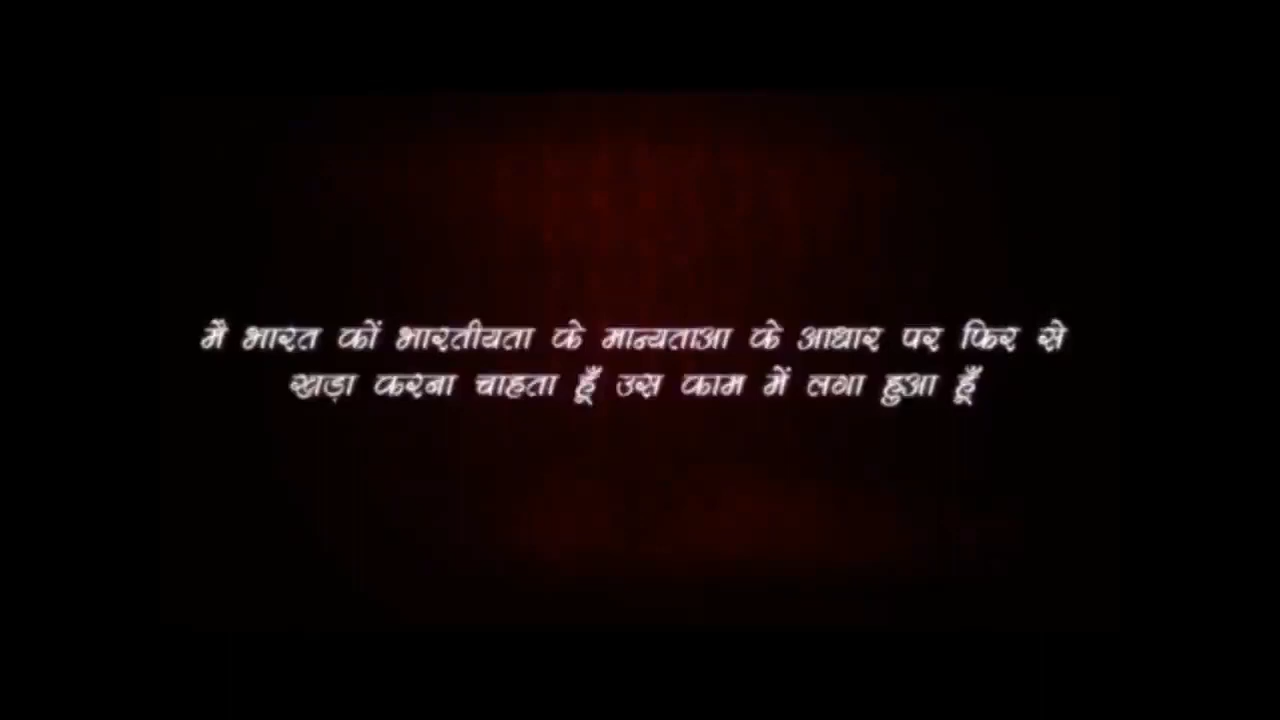 मै भारत कों भारतीयता के मान्यताआ के आधार पर फिर से
खड़ा करना चाहता हूँ उस काम में लगा हुआ हूँ